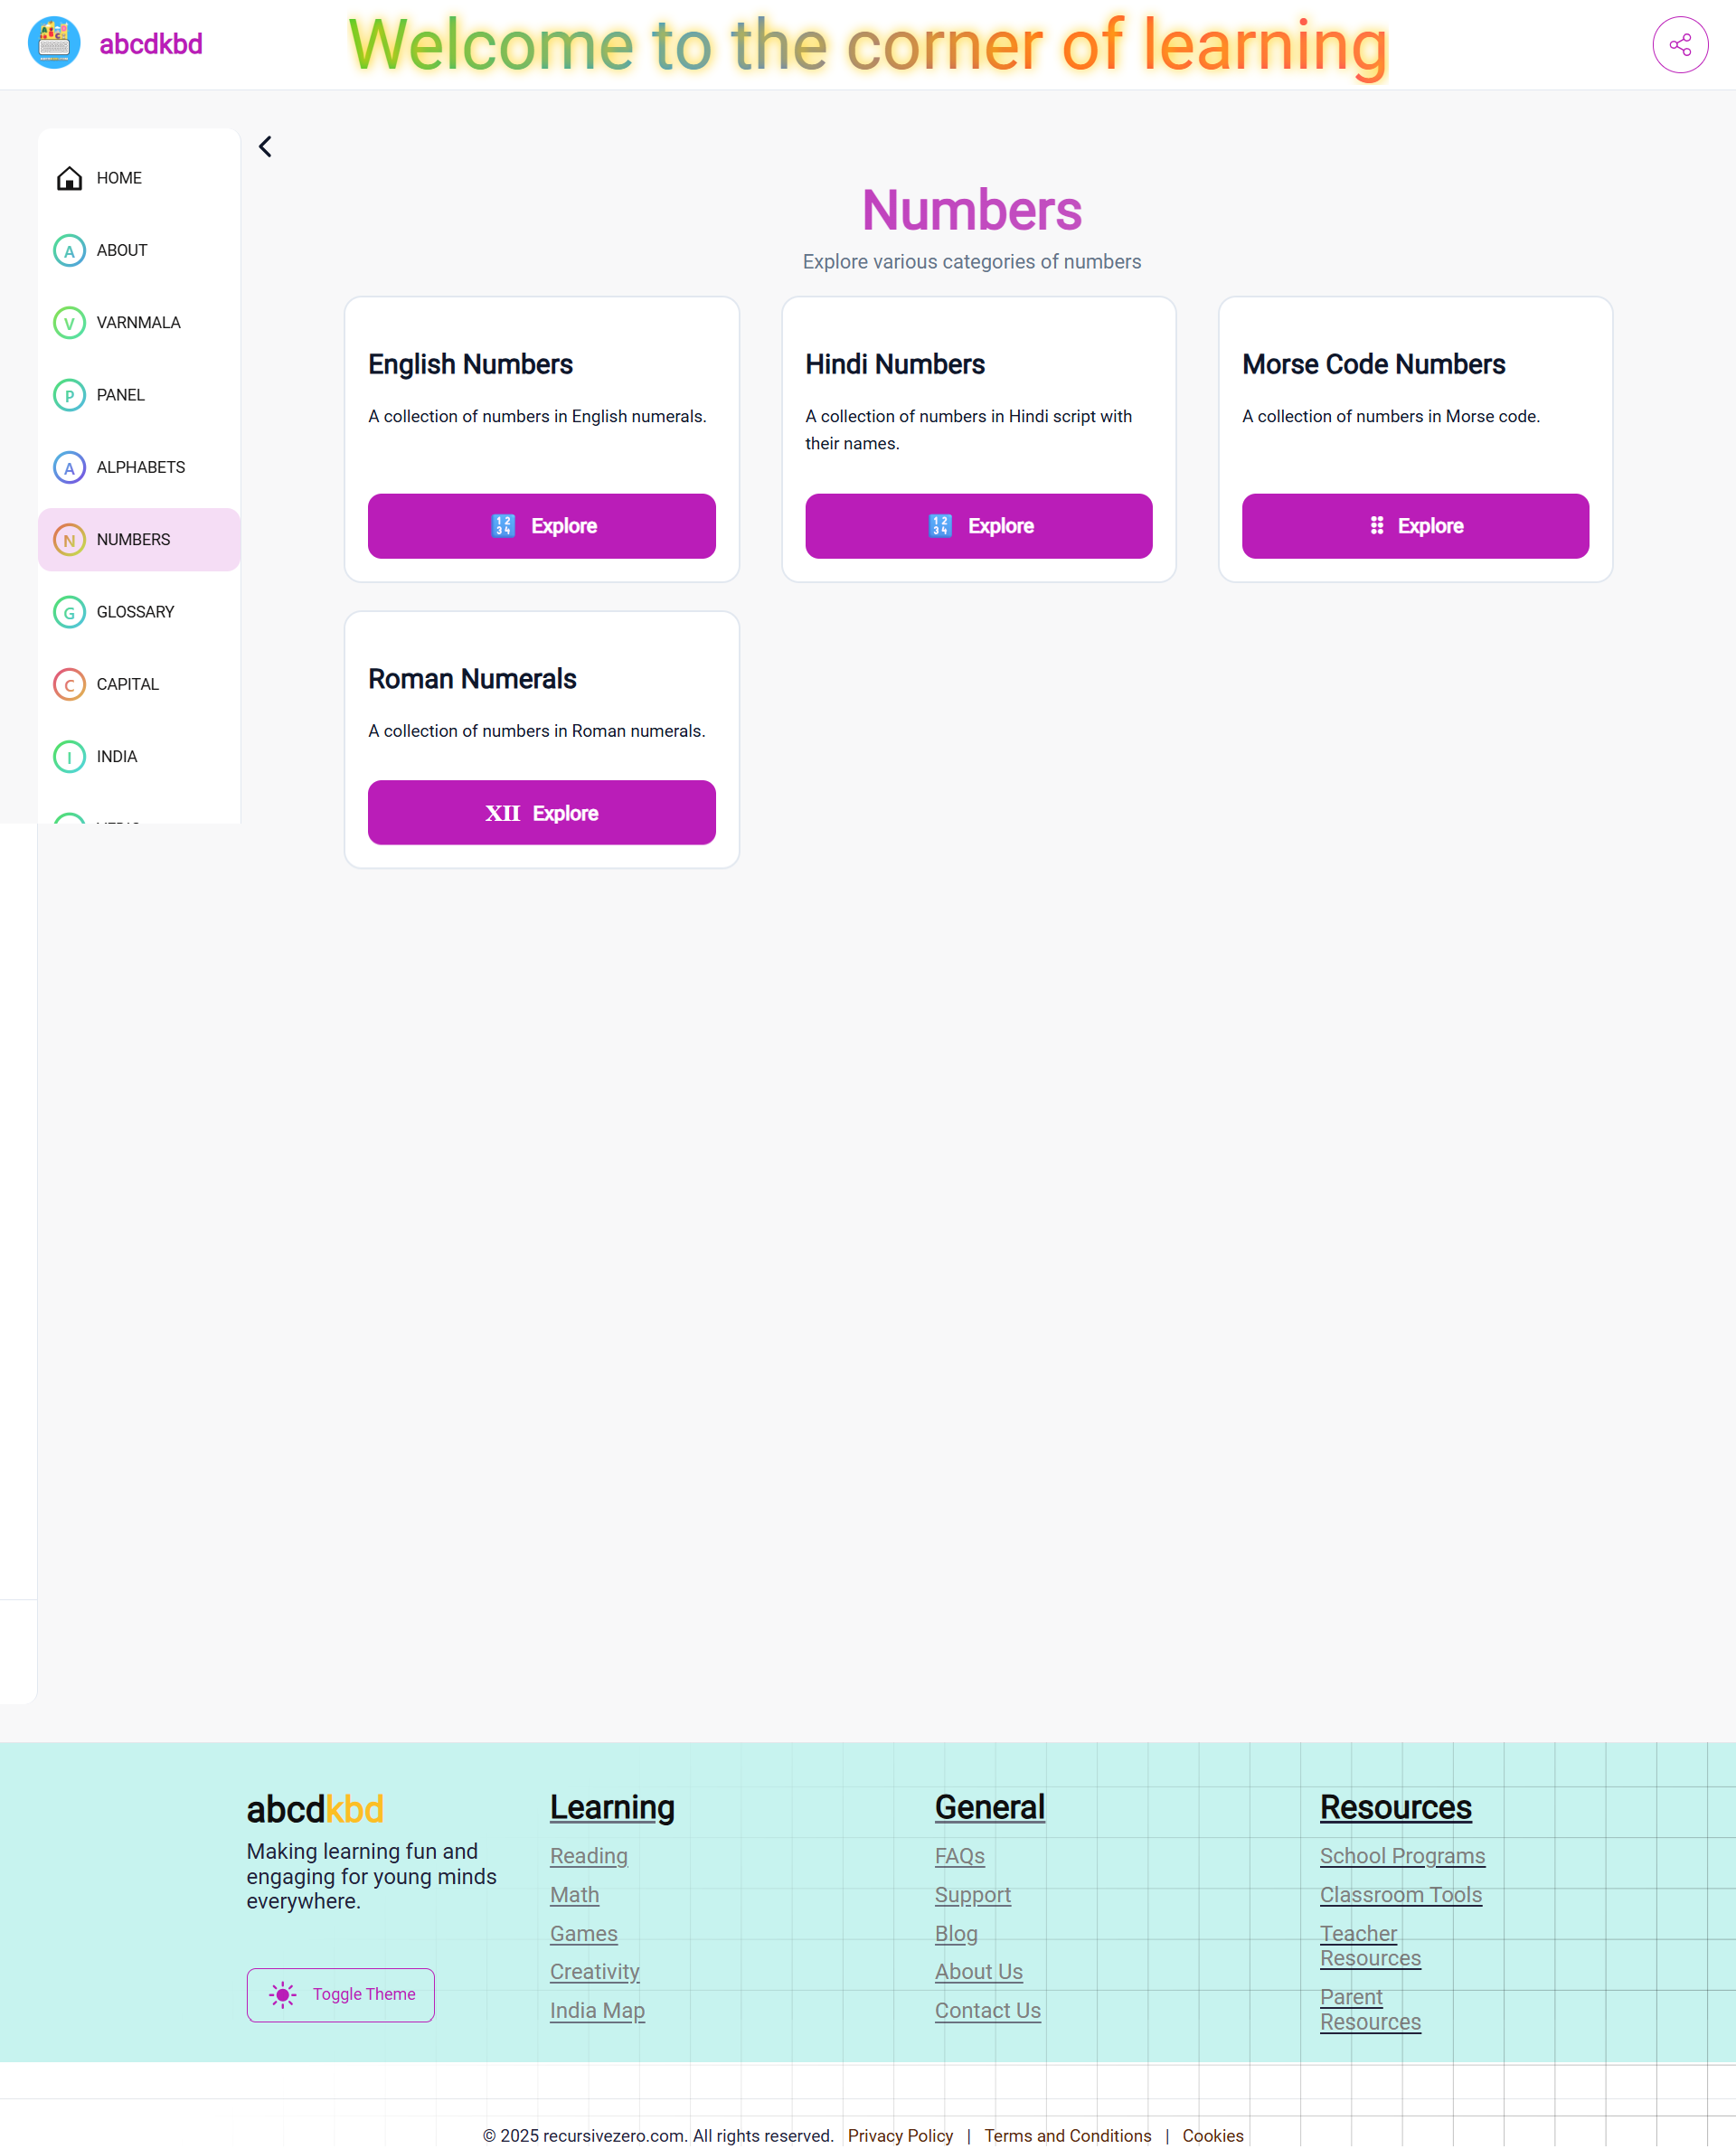 abcdkbd
Welcome to the corner of learning
HOME
A ABOUT
V VARNMALA
P PANEL
A ALPHABETS
N NUMBERS
G GLOSSARY
C CAPITAL
I INDIA
Numbers
Explore various categories of numbers
English Numbers
A collection of numbers in English numerals.
1234 Explore
Hindi Numbers
A collection of numbers in Hindi script with
their names.
1234 Explore
Morse Code Numbers
A collection of numbers in Morse code.
Explore
Roman Numerals
A collection of numbers in Roman numerals.
XII Explore
abcdkbd
Making learning fun and
engaging for young minds
everywhere.
Toggle Theme
Learning
Reading
Math
Games
Creativity
India Map
General
FAQs
Support
Blog
About Us
Contact Us
Resources
School Programs
Classroom Tools
Teacher
Resources
Parent
Resources
© 2025 recursivezero.com. All rights reserved. Privacy Policy | Terms and Conditions | Cookies